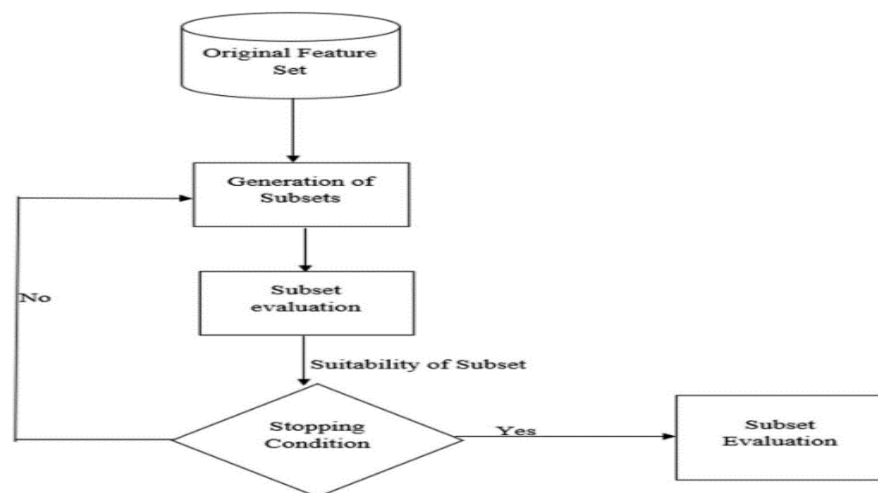 Original Feature
Set
Generation of
Subsets
Subset
evaluation
No
Suitability of Subset
Stopping
Condition
Yes
Subset
Evaluation